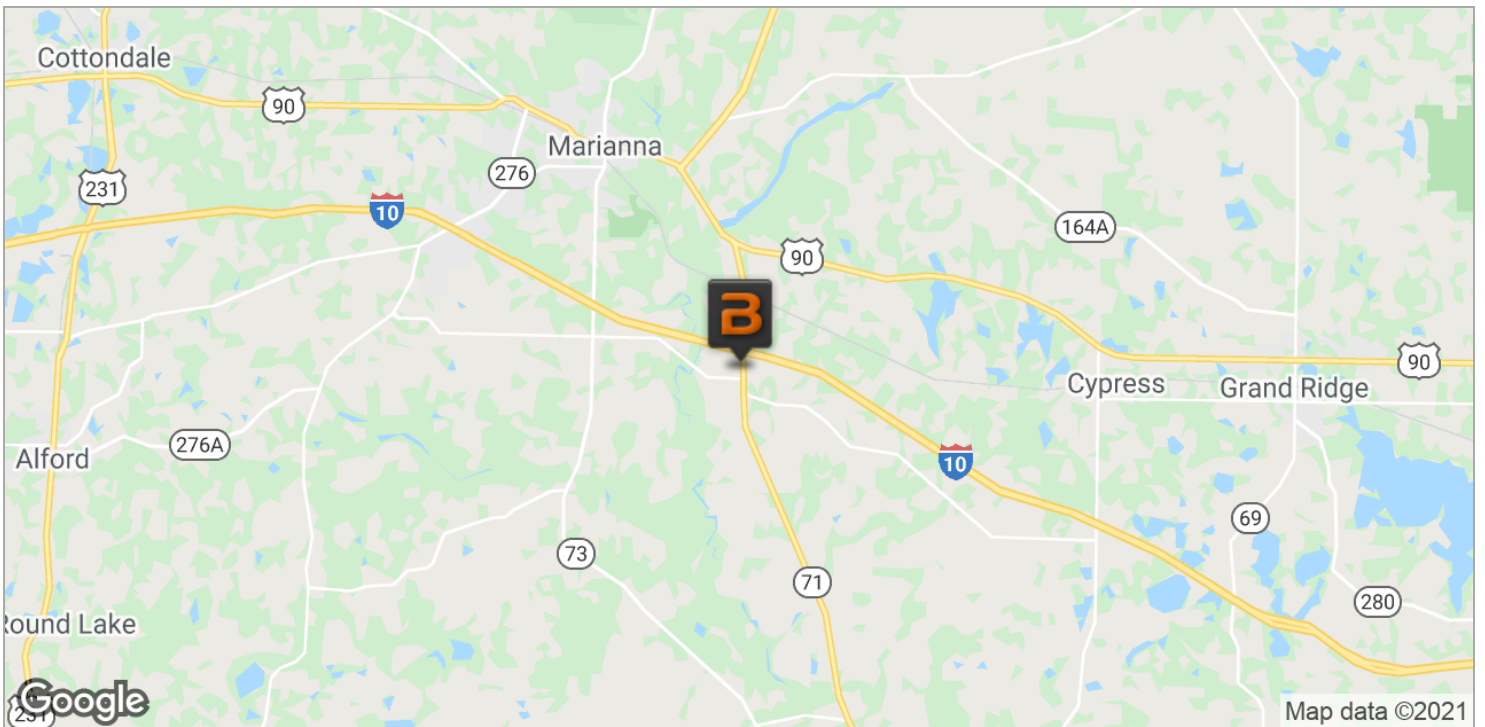 Cottondale
90
Marianna
276
231
10
164A
90
B
90
Cypress
Grand Ridge
276A
Alford
10
69
73
71
280
Round Lake
231
Google
Map data ©2021